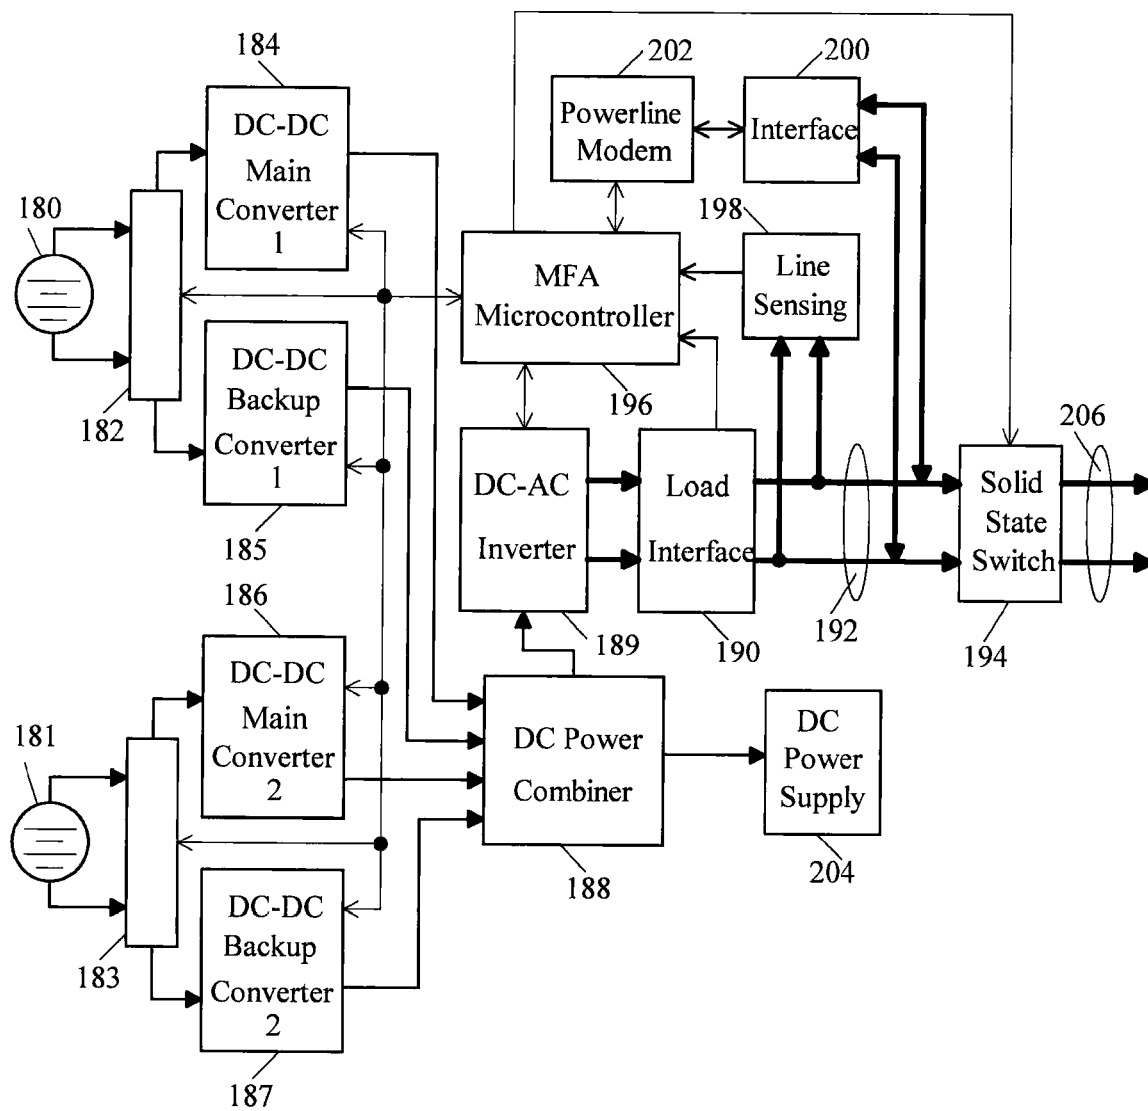 184
DC-DC
Main
Converter
1
202
Powerline
Modem
200
Interface
180
182
198
Line
Sensing
MFA
Microcontroller
196
DC-DC
Backup
Converter
1
185
DC-AC
Inverter
189
Load
Interface
190
192
206
Solid
State
Switch
194
186
DC-DC
Main
Converter
2
181
183
DC Power
Combiner
188
DC
Power
Supply
204
DC-DC
Backup
Converter
2
187